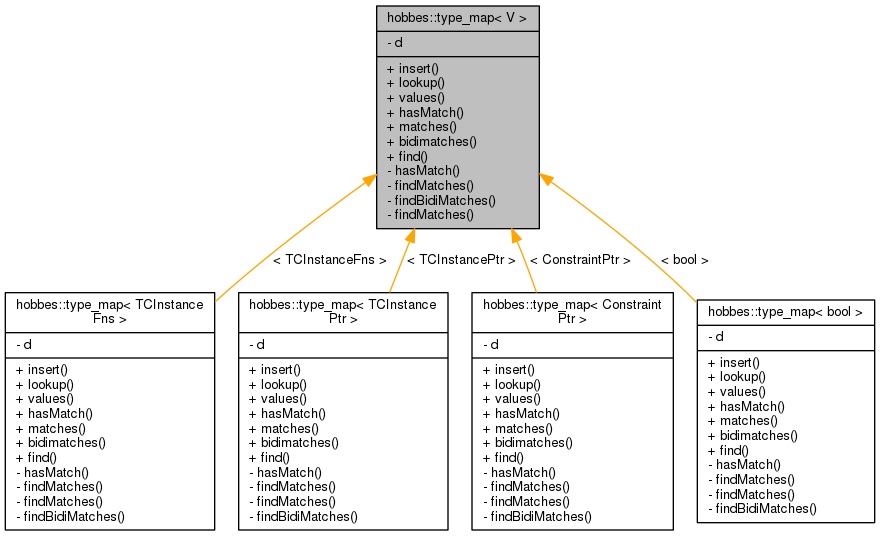 hobbes::type_map< V >
- d
+ insert()
+ lookup()
+ values()
+ hasMatch()
+ matches()
+ bidimatches()
+ find()
- hasMatch()
- findMatches()
- findBidiMatches()
- findMatches()
< TCInstanceFns >
< TCInstancePtr >
< ConstraintPtr >
< bool >
hobbes::type_map< TCInstance
Fns >
- d
+ insert()
+ lookup()
+ values()
+ hasMatch()
+ matches()
+ bidimatches()
+ find()
- hasMatch()
- findMatches()
- findMatches()
- findBidiMatches()
hobbes::type_map< TCInstance
Ptr >
- d
+ insert()
+ lookup()
+ values()
+ hasMatch()
+ matches()
+ bidimatches()
+ find()
- hasMatch()
- findMatches()
- findMatches()
- findBidiMatches()
hobbes::type_map< Constraint
Ptr >
- d
+ insert()
+ lookup()
+ values()
+ hasMatch()
+ matches()
+ bidimatches()
+ find()
- hasMatch()
- findMatches()
- findMatches()
- findBidiMatches()
hobbes::type_map< bool >
- d
+ insert()
+ lookup()
+ values()
+ hasMatch()
+ matches()
+ bidimatches()
+ find()
- hasMatch()
- findMatches()
- findMatches()
- findBidiMatches()